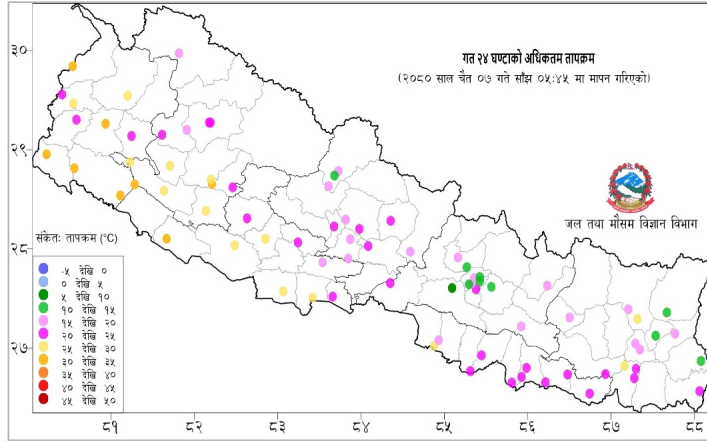 गत २४ घण्टाको अधिकतम तापक्रम
(२०८० साल चैत ०७ गते साँझ ०५:४५ मा मापन गरिएको)
जल तथा मौसम विज्ञान विभाग
संकेतः तापक्रम (°C)
-५ देखि ०
० देखि ५
५ देखि १०
१० देखि १५
१५ देखि २०
२० देखि २५
२५ देखि ३०
३० देखि ३५
३५ देखि ४०
४० देखि ४५
४५ देखि ५०
३०
२९
२८
२७
८१ ८२ ८३ ८४ ८५ ८६ ८७ ८८